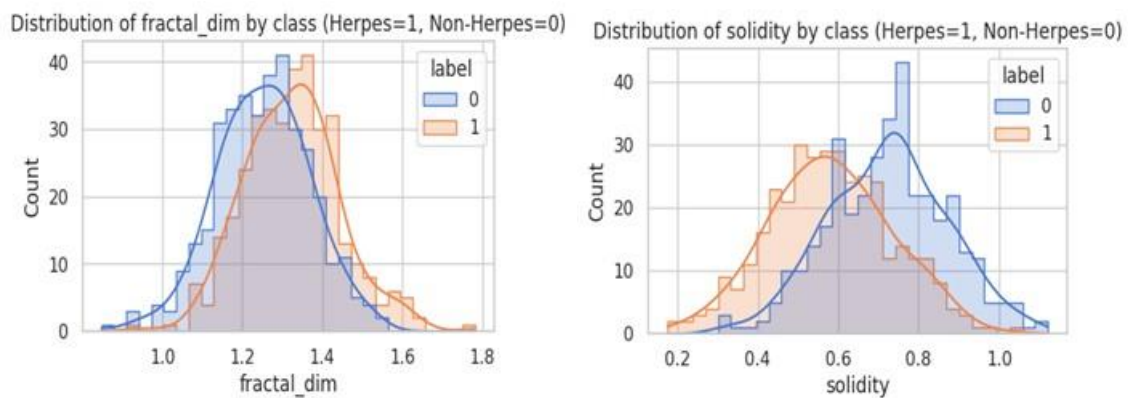 Distribution of fractal_dim by class (Herpes=1, Non-Herpes=0)
label
0
1
40
30
20
10
0
Count
1.0 1.2 1.4 1.6 1.8
fractal_dim
Distribution of solidity by class (Herpes=1, Non-Herpes=0)
label
0
1
40
30
20
10
0
Count
0.2 0.4 0.6 0.8 1.0
solidity